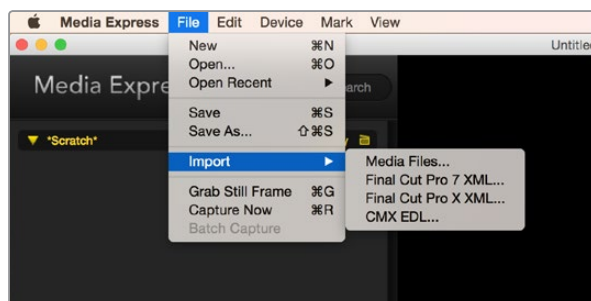 Media Express File Edit Device Mark View
Untitle
Media Expre
arch
*Scratch*
New ⌘N
Open... ⌘O
Open Recent ▶
Save ⌘S
Save As... ⇧⌘S
Import ▶
Grab Still Frame ⌘G
Capture Now ⌘R
Batch Capture
Media Files...
Final Cut Pro 7 XML...
Final Cut Pro X XML...
CMX EDL...